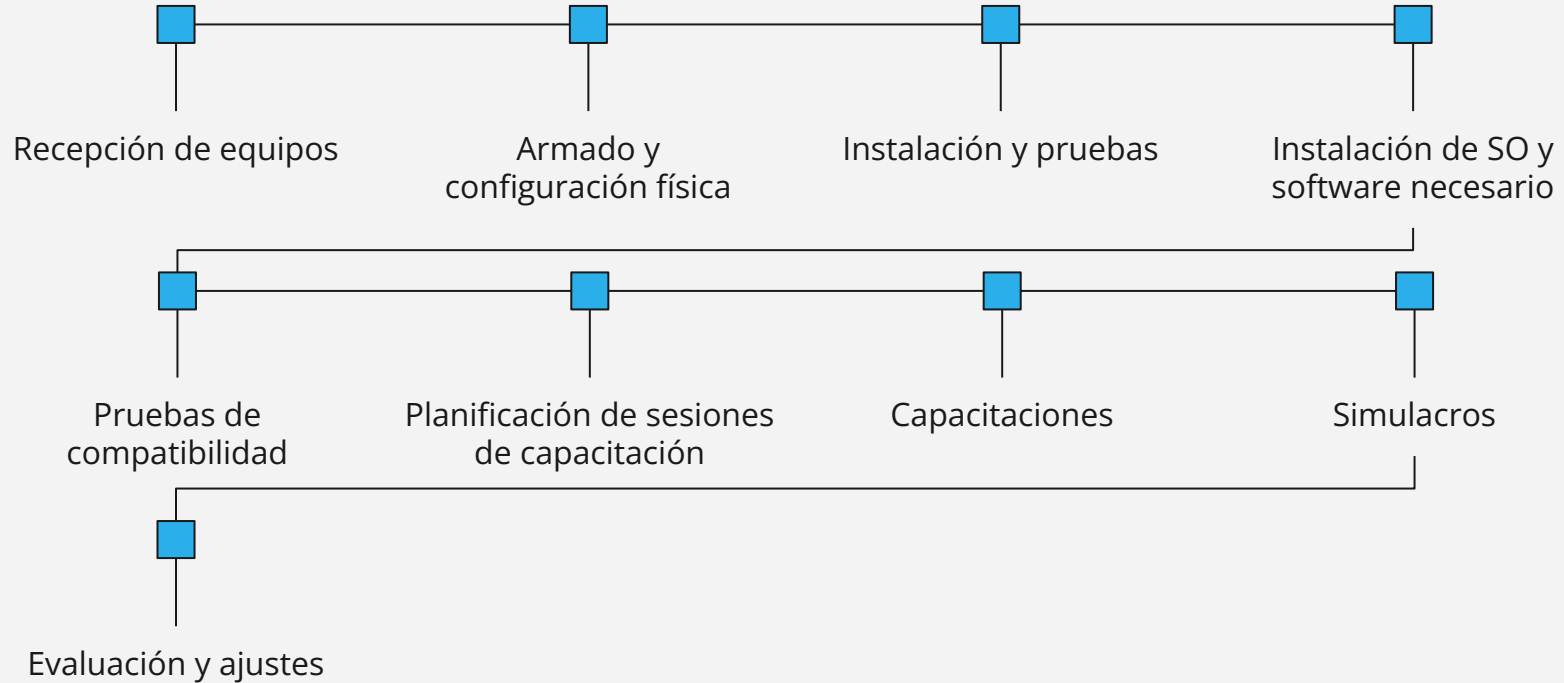 Recepción de equipos
Armado y
configuración física
Instalación y pruebas
Instalación de SO y
software necesario
Pruebas de
compatibilidad
Planificación de sesiones
de capacitación
Capacitaciones
Simulacros
Evaluación y ajustes